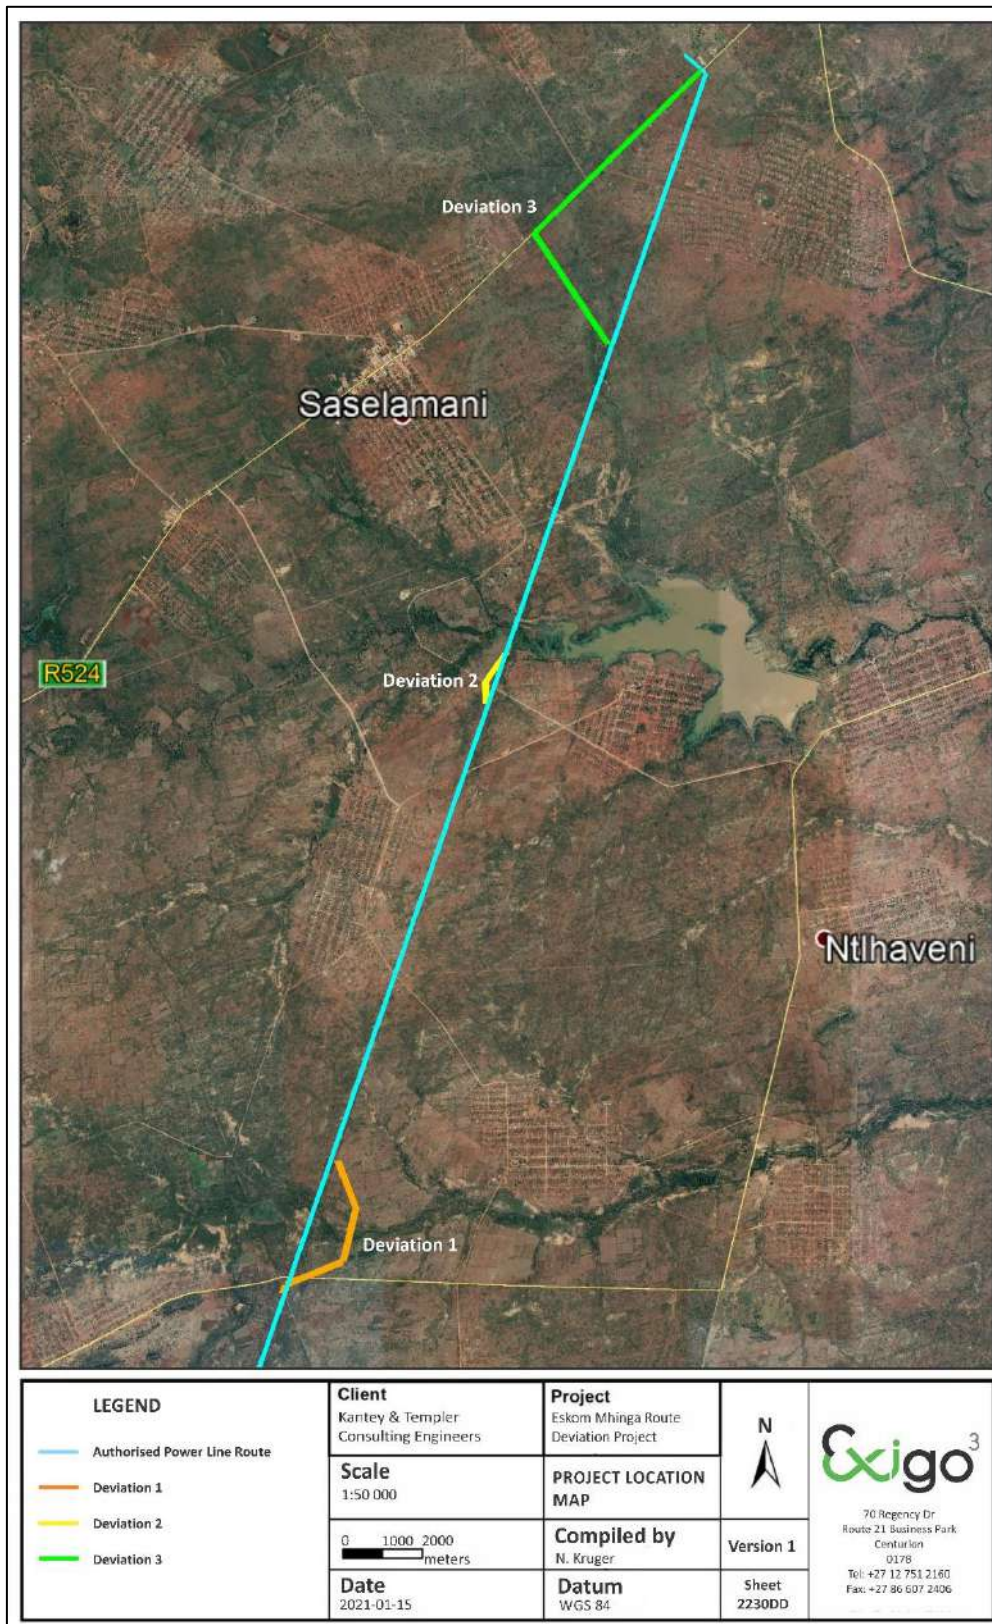 Deviation 3
Saselamani
R524
Deviation 2
Ntlhaveni
Deviation 1
LEGEND
Authorised Power Line Route
Deviation 1
Deviation 2
Deviation 3
Client
Kantey & Templer
Consulting Engineers
Scale
1:50 000
0 1000 2000
meters
Date
2021-01-15
Project
Eskom Mhinga Route
Deviation Project
PROJECT LOCATION
MAP
Compiled by
N. Kruger
Datum
WGS 84
N
Version 1
Sheet
2230DD
Exigo3
70 Regency Dr
Route 21 Business Park
Centurion
0178
Tel: +27 12 751 2160
Fax: +27 86 607 2406